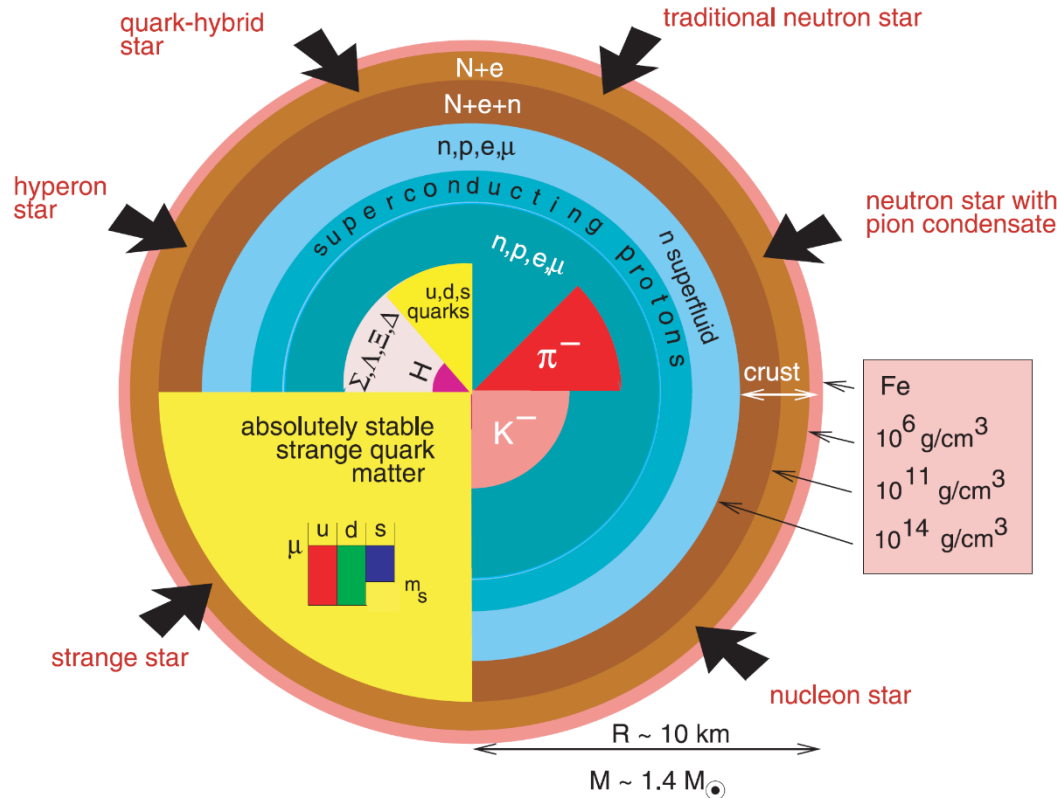 quark-hybrid
star
traditional neutron star
N+e
N+e+n
n,p,e,μ
superconducting protons
n superfluid
hyperon
star
neutron star with
pion condensate
n,p,e,μ
u,d,s
quarks
Σ,Λ,Ξ,Δ
H
π⁻
K⁻
crust
Fe
10⁶ g/cm³
10¹¹ g/cm³
10¹⁴ g/cm³
absolutely stable
strange quark
matter
u d s
μ
mₛ
strange star
nucleon star
R ~ 10 km
M ~ 1.4 M☉